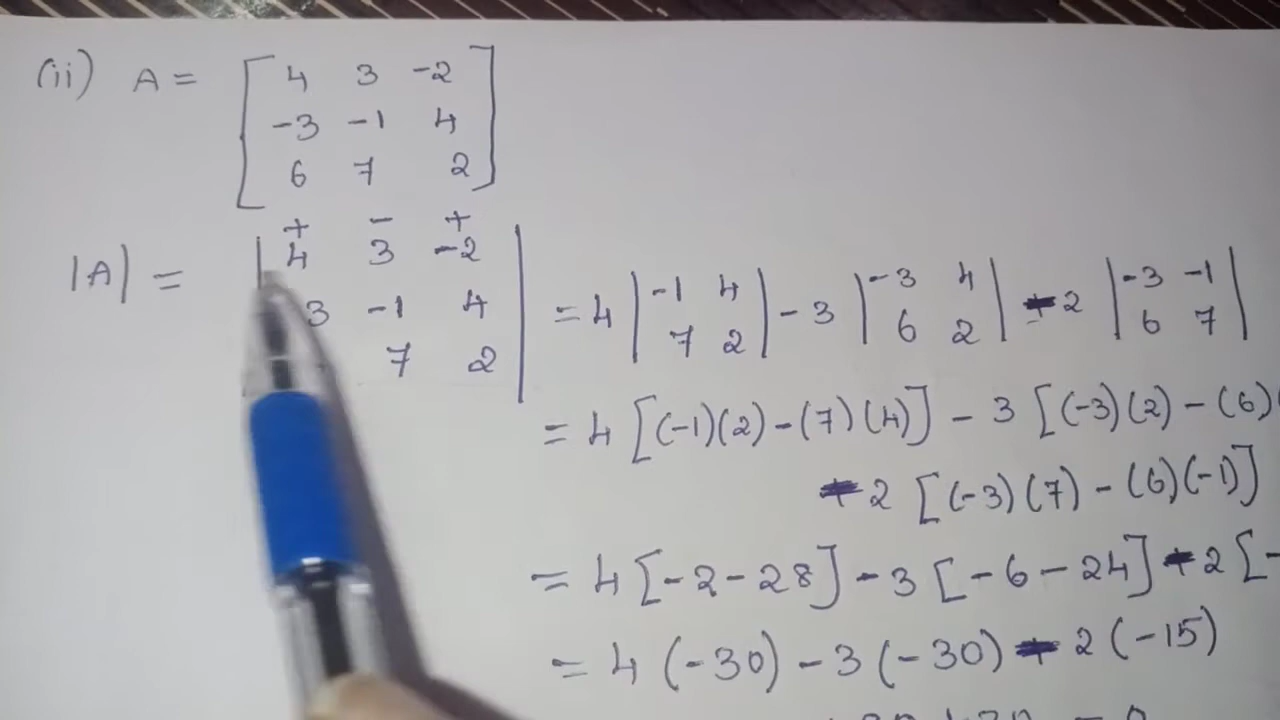 (ii) A = [ 4 3 -2
-3 -1 4
6 7 2 ]
+ - +
|A| = | 4 3 -2
3 -1 4
7 2 |
= 4 | -1 4
7 2 | - 3 | -3 4
6 2 | - 2 | -3 -1
6 7 |
= 4 [(-1)(2) - (7)(4)] - 3 [(-3)(2) - (6)(
- 2 [(-3)(7) - (6)(-1)]
= 4 [-2 - 28] - 3 [-6 - 24] - 2 [-
= 4 (-30) - 3 (-30) - 2 (-15)